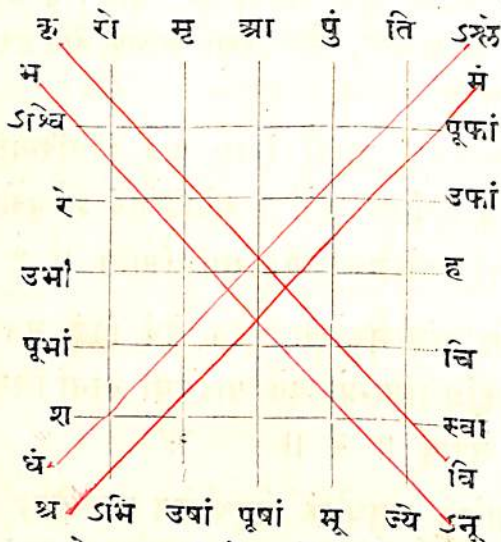 कृ रो मृ आ पुं ति ऽश्ले
भ मं
ऽश्वि पूफां
रे उफां
उभां ह
पूभां चि
श स्वा
धं वि
श्र ऽभि उषां पूषां मू ज्ये ऽनू